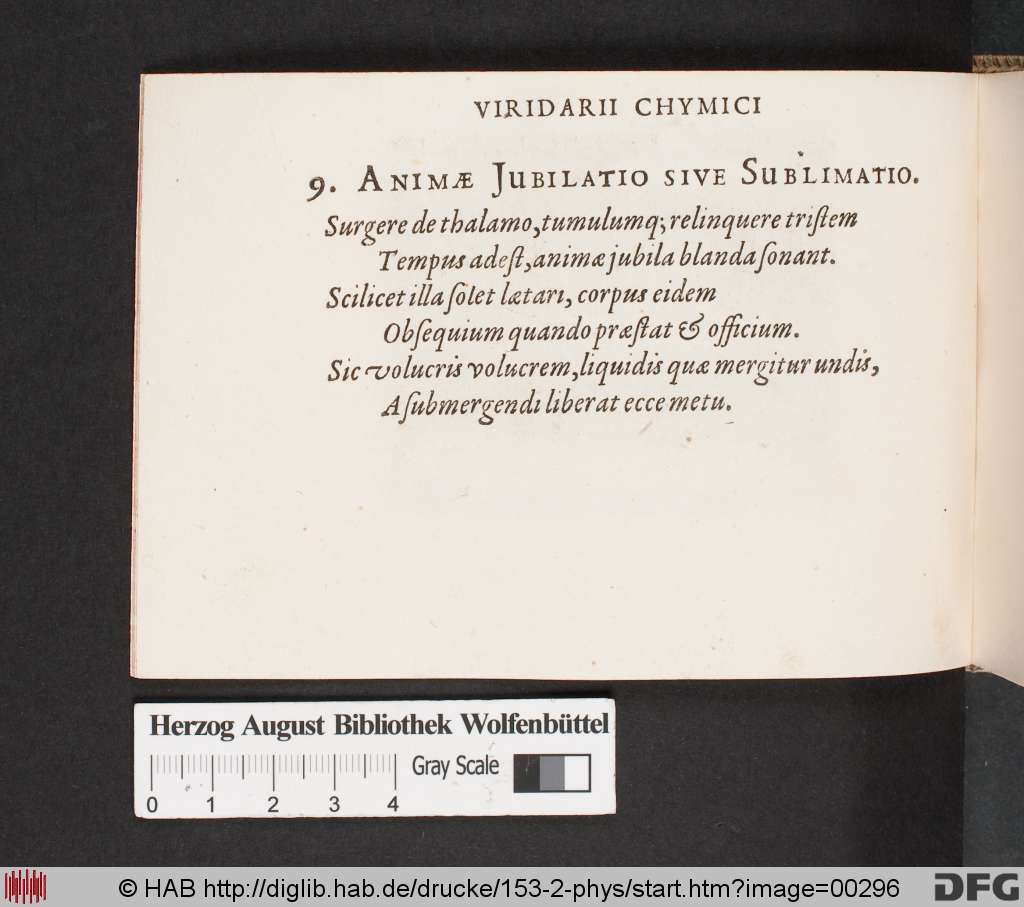 VIRIDARII CHYMICI
9. ANIMÆ JUBILATIO SIVE SUBLIMATIO.
Surgere de thalamo, tumulumq; relinquere triſtem
Tempus adeſt, animæ jubila blanda ſonant.
Scilicet illa ſolet lætari, corpus eidem
Obſequium quando præſtat & officium.
Sic volucris volucrem, liquidis quæ mergitur undis,
A ſubmergendi liberat ecce metu.
Herzog August Bibliothek Wolfenbüttel
Gray Scale
0 1 2 3 4
© HAB http://diglib.hab.de/drucke/153-2-phys/start.htm?image=00296
DFG